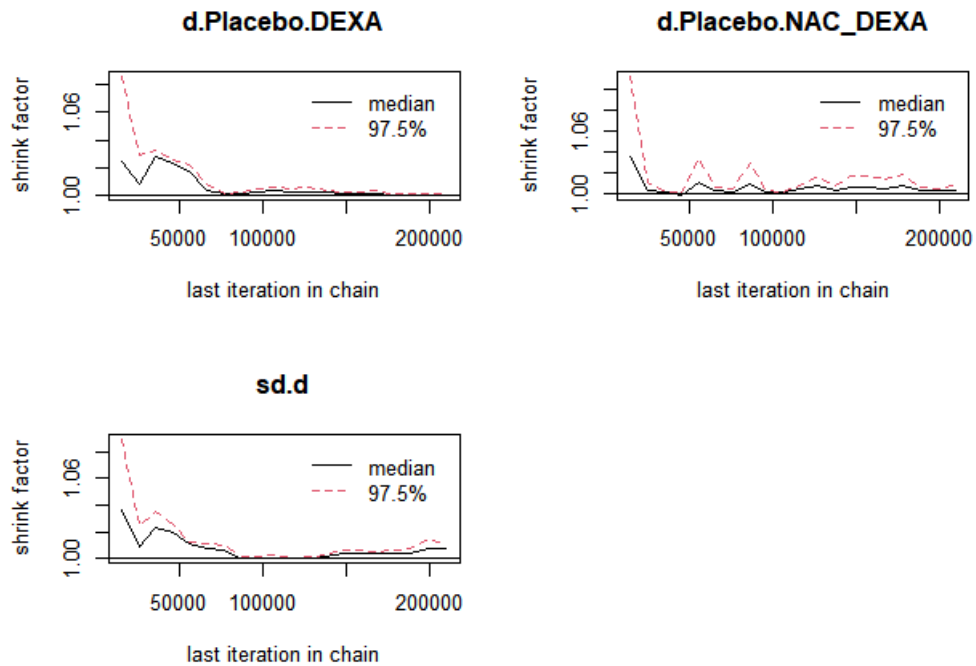 d.Placebo.DEXA
shrink factor
1.06
1.00
median
97.5%
50000 100000 200000
last iteration in chain
d.Placebo.NAC_DEXA
shrink factor
1.06
1.00
median
97.5%
50000 100000 200000
last iteration in chain
sd.d
shrink factor
1.06
1.00
median
97.5%
50000 100000 200000
last iteration in chain